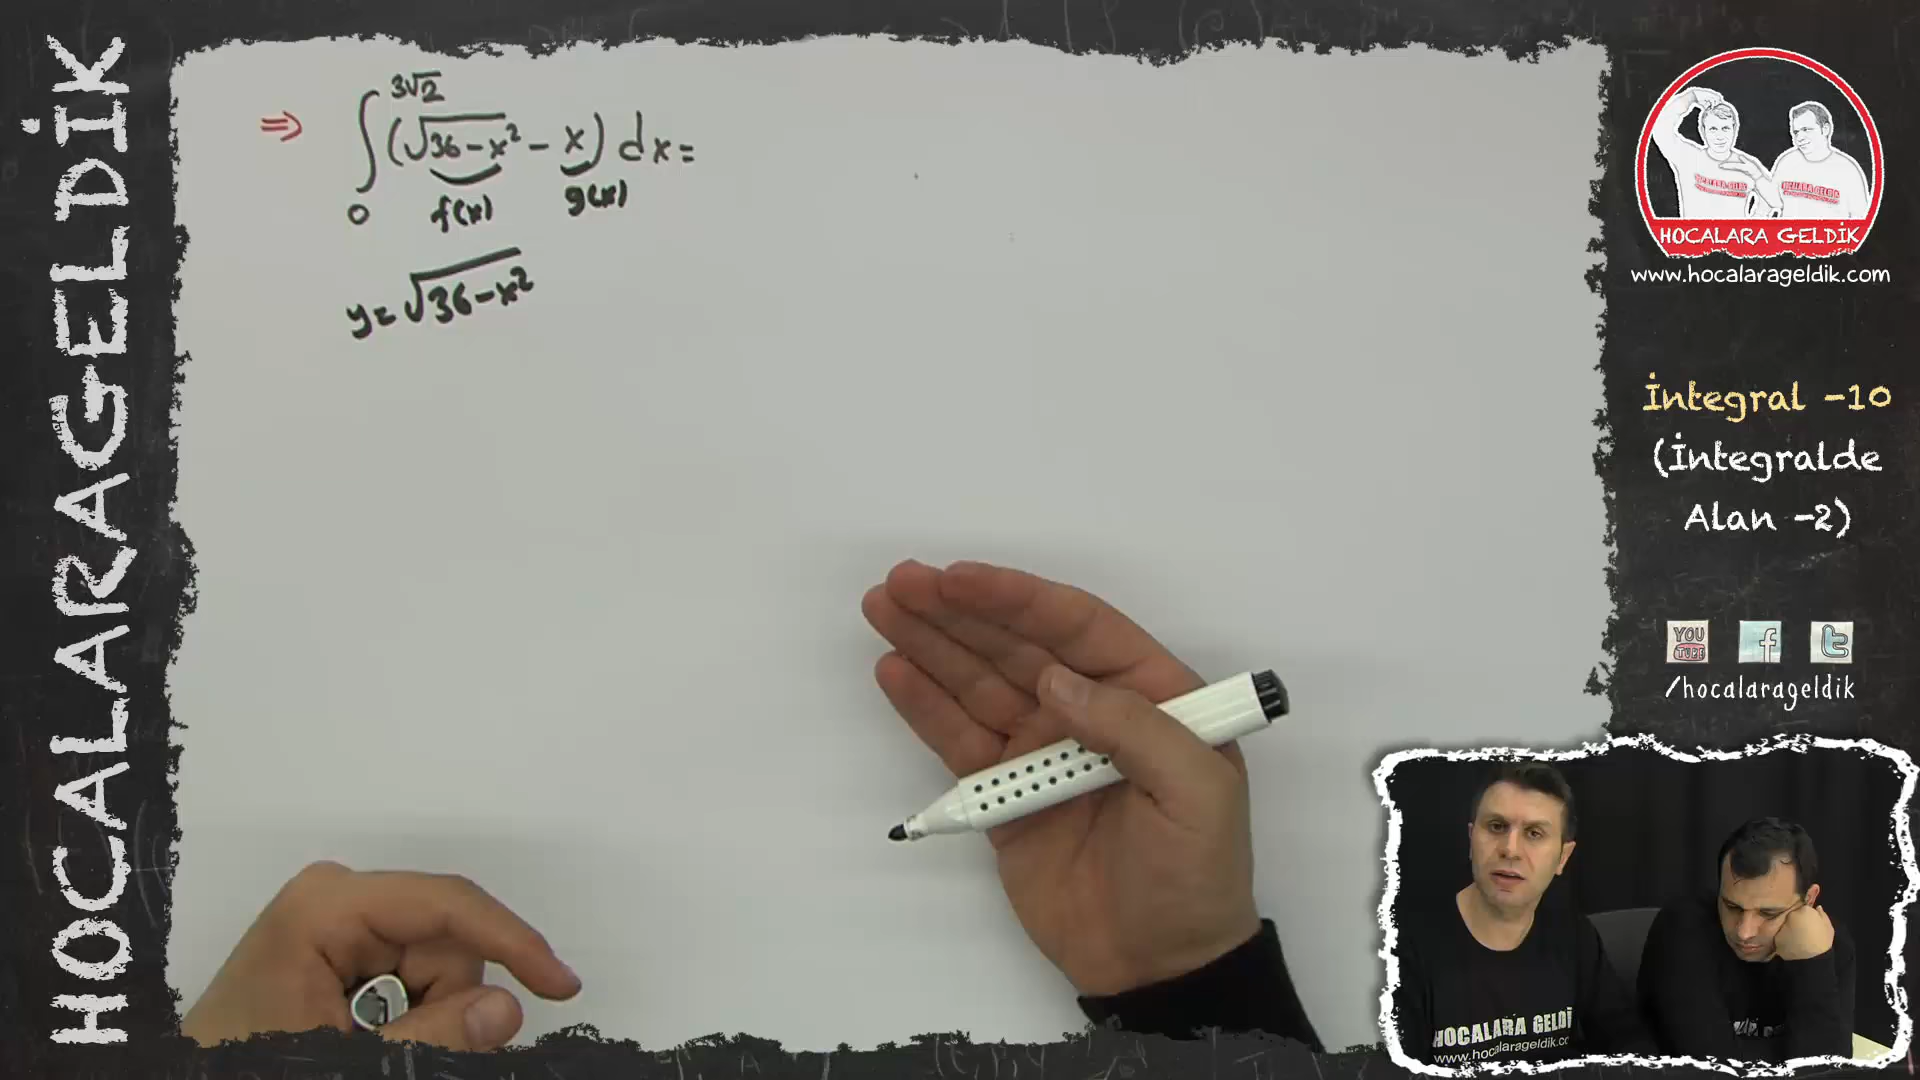 HOCALARAGELDİK
⇒ ∫₀^{3√2} (√(36-x²) - x) dx =
f(x) g(x)
y = √(36-x²)
HOCALARA GELDİK
www.hocalarageldik.com
İntegral -10
(İntegralde
Alan -2)
YOU
TUBE
f
t
/hocalarageldik
HOCALARA GELDİ
www.hocalarageldik.co